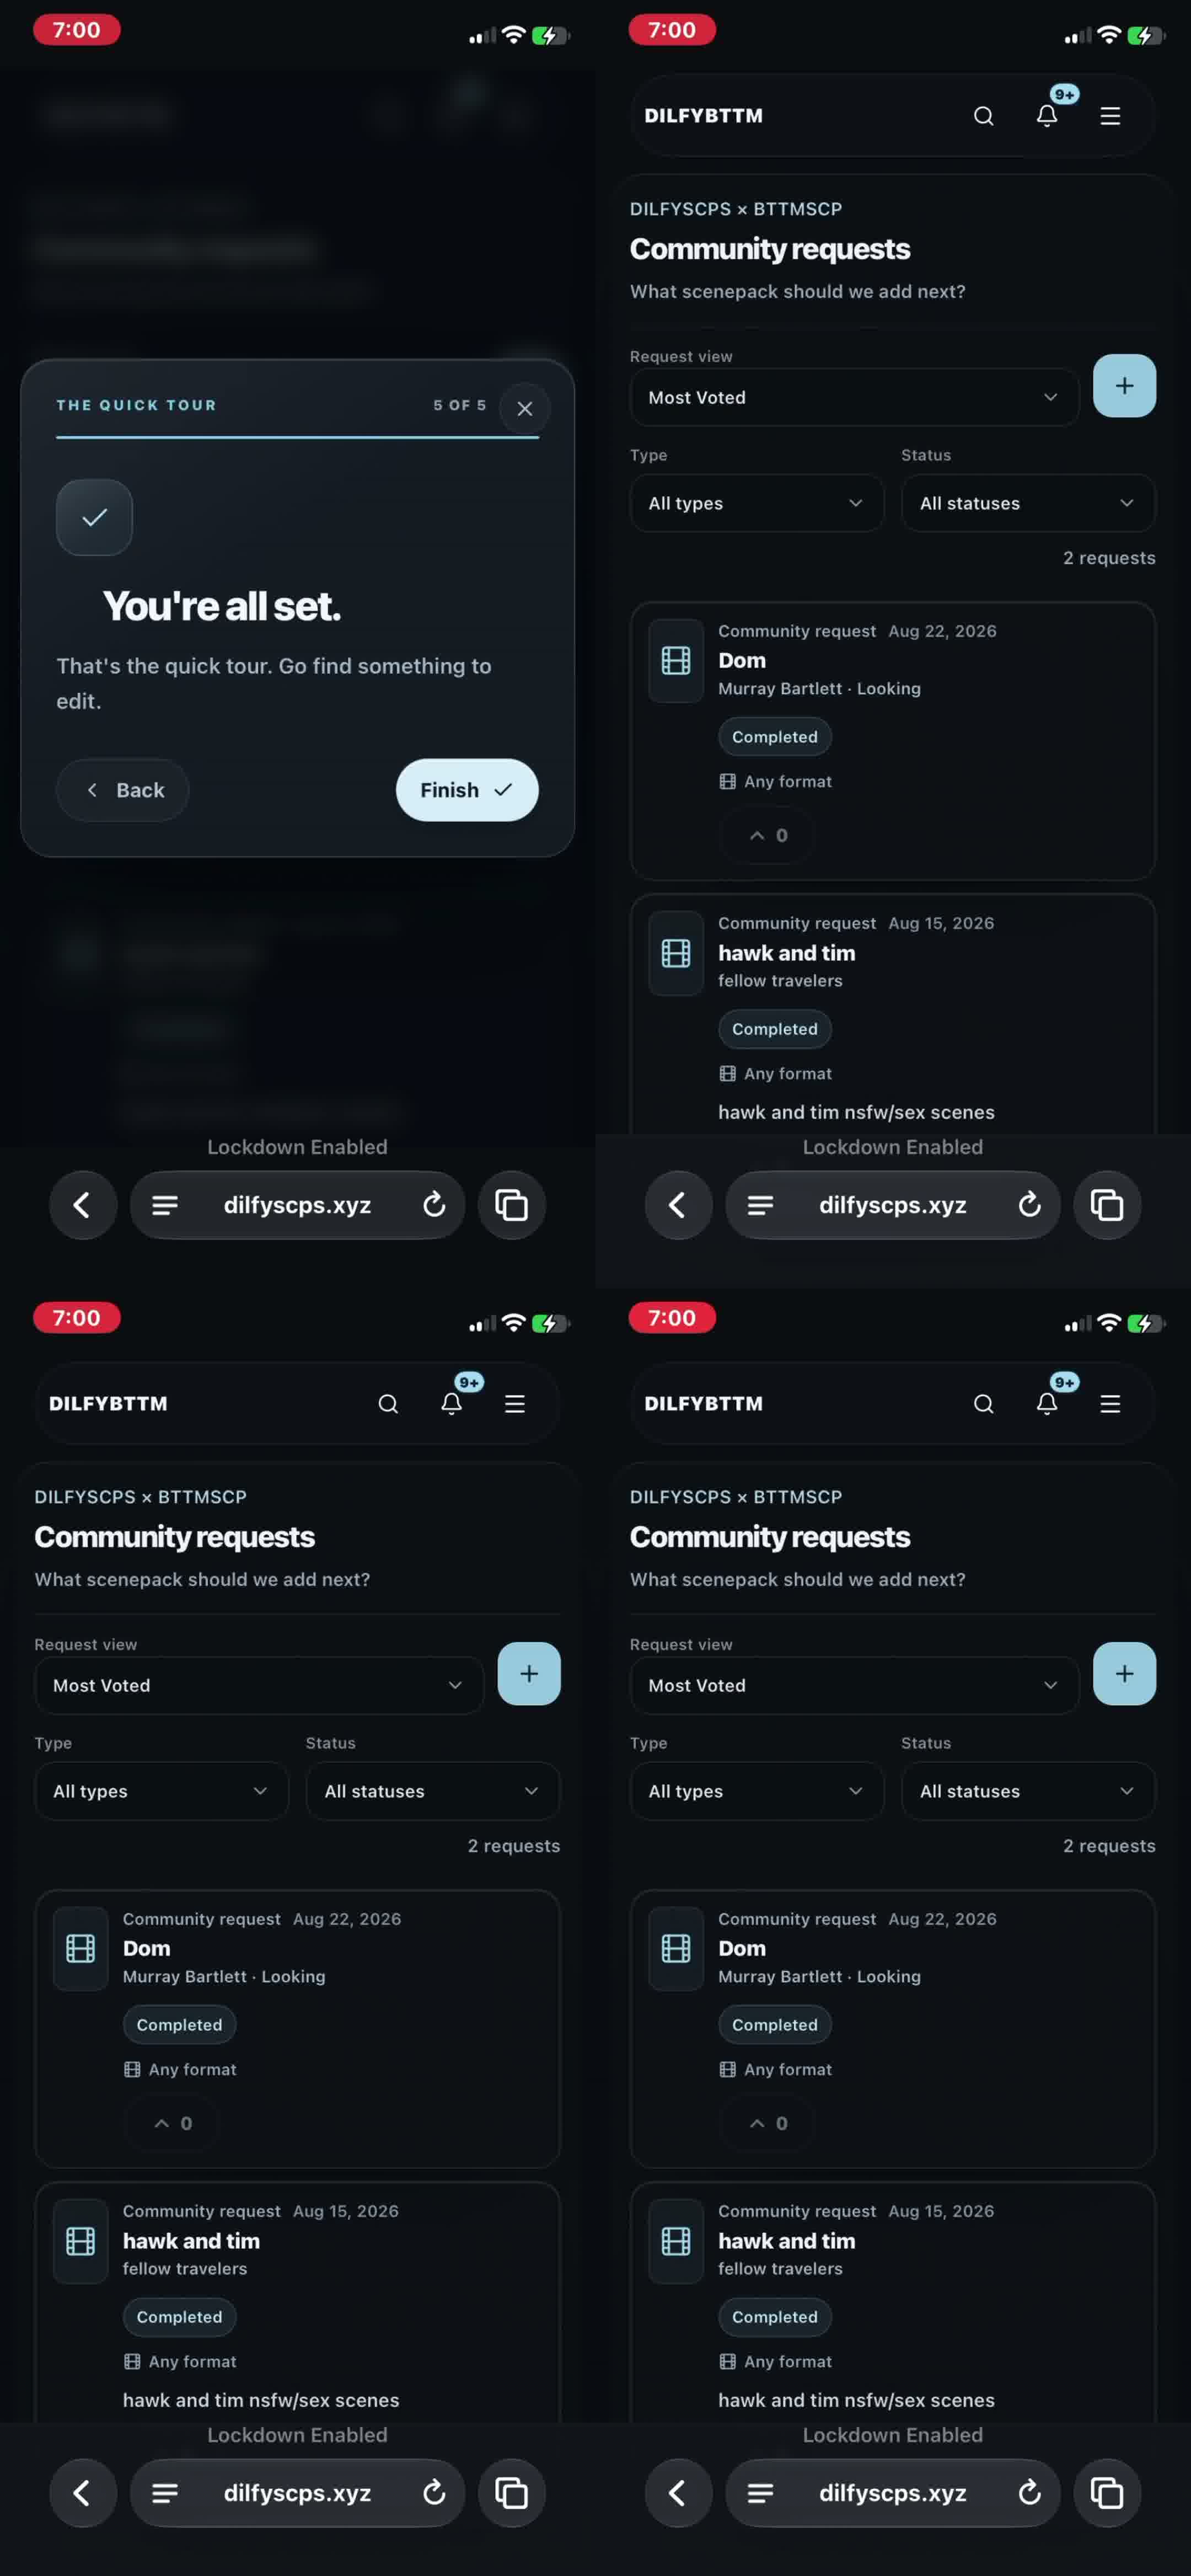 7:00
THE QUICK TOUR
5 OF 5
You're all set.
That's the quick tour. Go find something to
edit.
Back
Finish
Lockdown Enabled
dilfyscps.xyz
7:00
DILFYBTTM
9+
DILFYSCPS × BTTMSCP
Community requests
What scenepack should we add next?
Request view
Most Voted
Type
Status
All types
All statuses
2 requests
Community request Aug 22, 2026
Dom
Murray Bartlett · Looking
Completed
Any format
0
Community request Aug 15, 2026
hawk and tim
fellow travelers
Completed
Any format
hawk and tim nsfw/sex scenes
Lockdown Enabled
dilfyscps.xyz
7:00
DILFYBTTM
9+
DILFYSCPS × BTTMSCP
Community requests
What scenepack should we add next?
Request view
Most Voted
Type
Status
All types
All statuses
2 requests
Community request Aug 22, 2026
Dom
Murray Bartlett · Looking
Completed
Any format
0
Community request Aug 15, 2026
hawk and tim
fellow travelers
Completed
Any format
hawk and tim nsfw/sex scenes
Lockdown Enabled
dilfyscps.xyz
7:00
DILFYBTTM
9+
DILFYSCPS × BTTMSCP
Community requests
What scenepack should we add next?
Request view
Most Voted
Type
Status
All types
All statuses
2 requests
Community request Aug 22, 2026
Dom
Murray Bartlett · Looking
Completed
Any format
0
Community request Aug 15, 2026
hawk and tim
fellow travelers
Completed
Any format
hawk and tim nsfw/sex scenes
Lockdown Enabled
dilfyscps.xyz